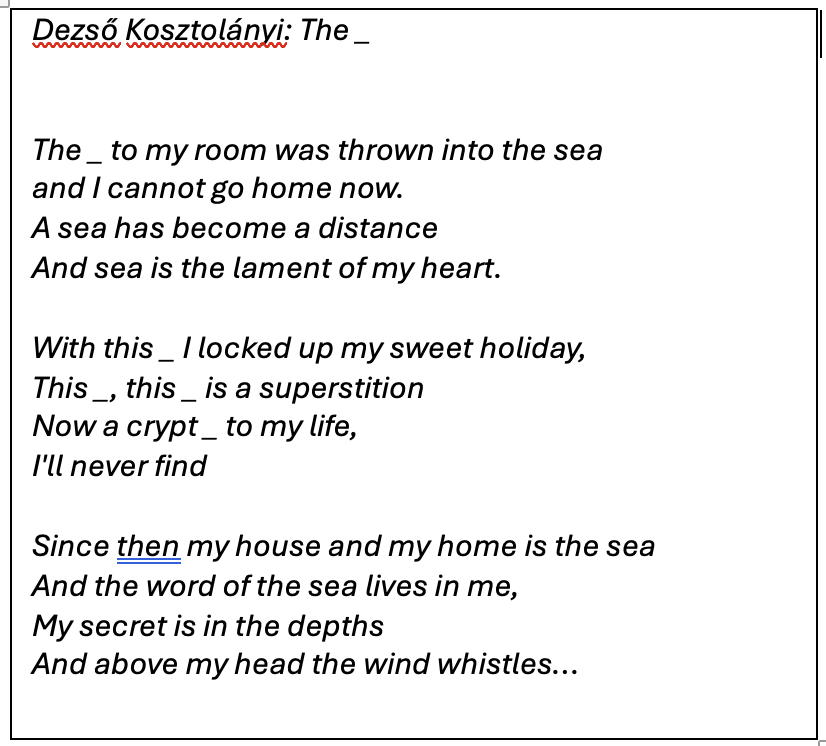 Dezső Kosztolányi: The _
The _ to my room was thrown into the sea
and I cannot go home now.
A sea has become a distance
And sea is the lament of my heart.
With this _ I locked up my sweet holiday,
This _, this _ is a superstition
Now a crypt _ to my life,
I'll never find
Since then my house and my home is the sea
And the word of the sea lives in me,
My secret is in the depths
And above my head the wind whistles...